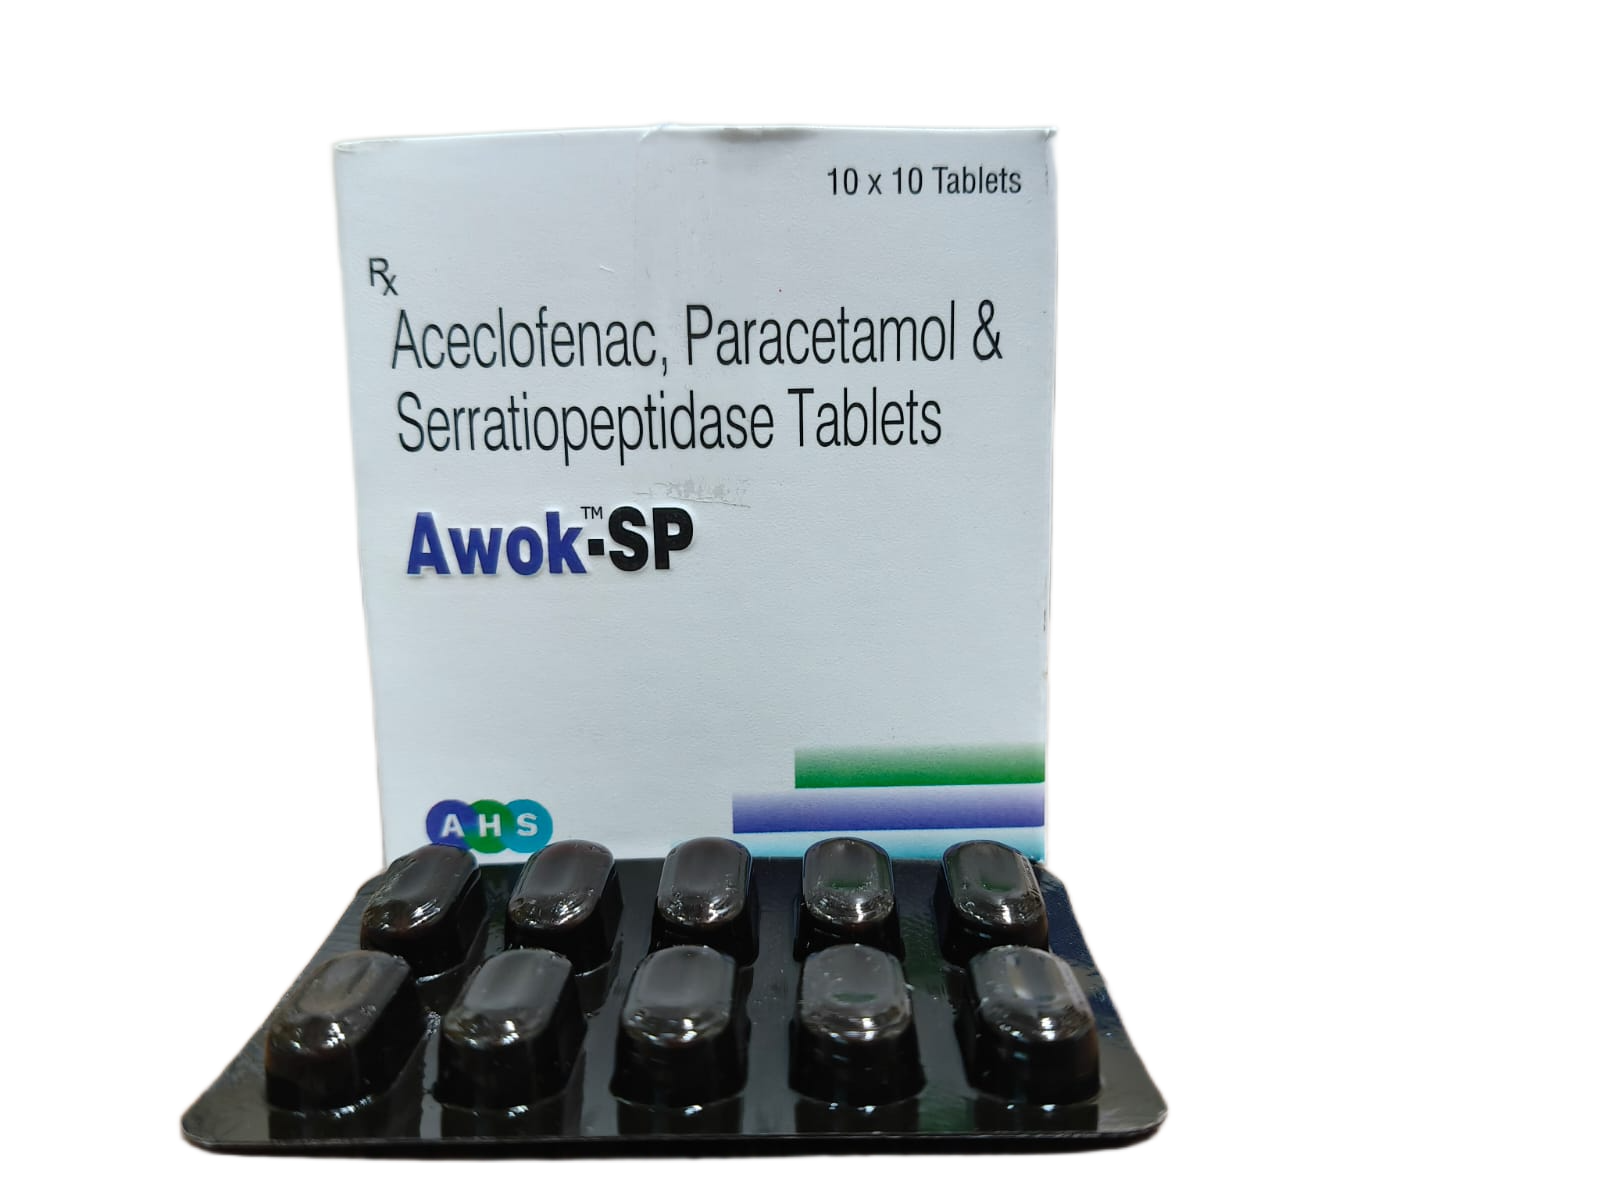 10 x 10 Tablets
Rx
Aceclofenac, Paracetamol &
Serratiopeptidase Tablets
Awok™-SP
AHS